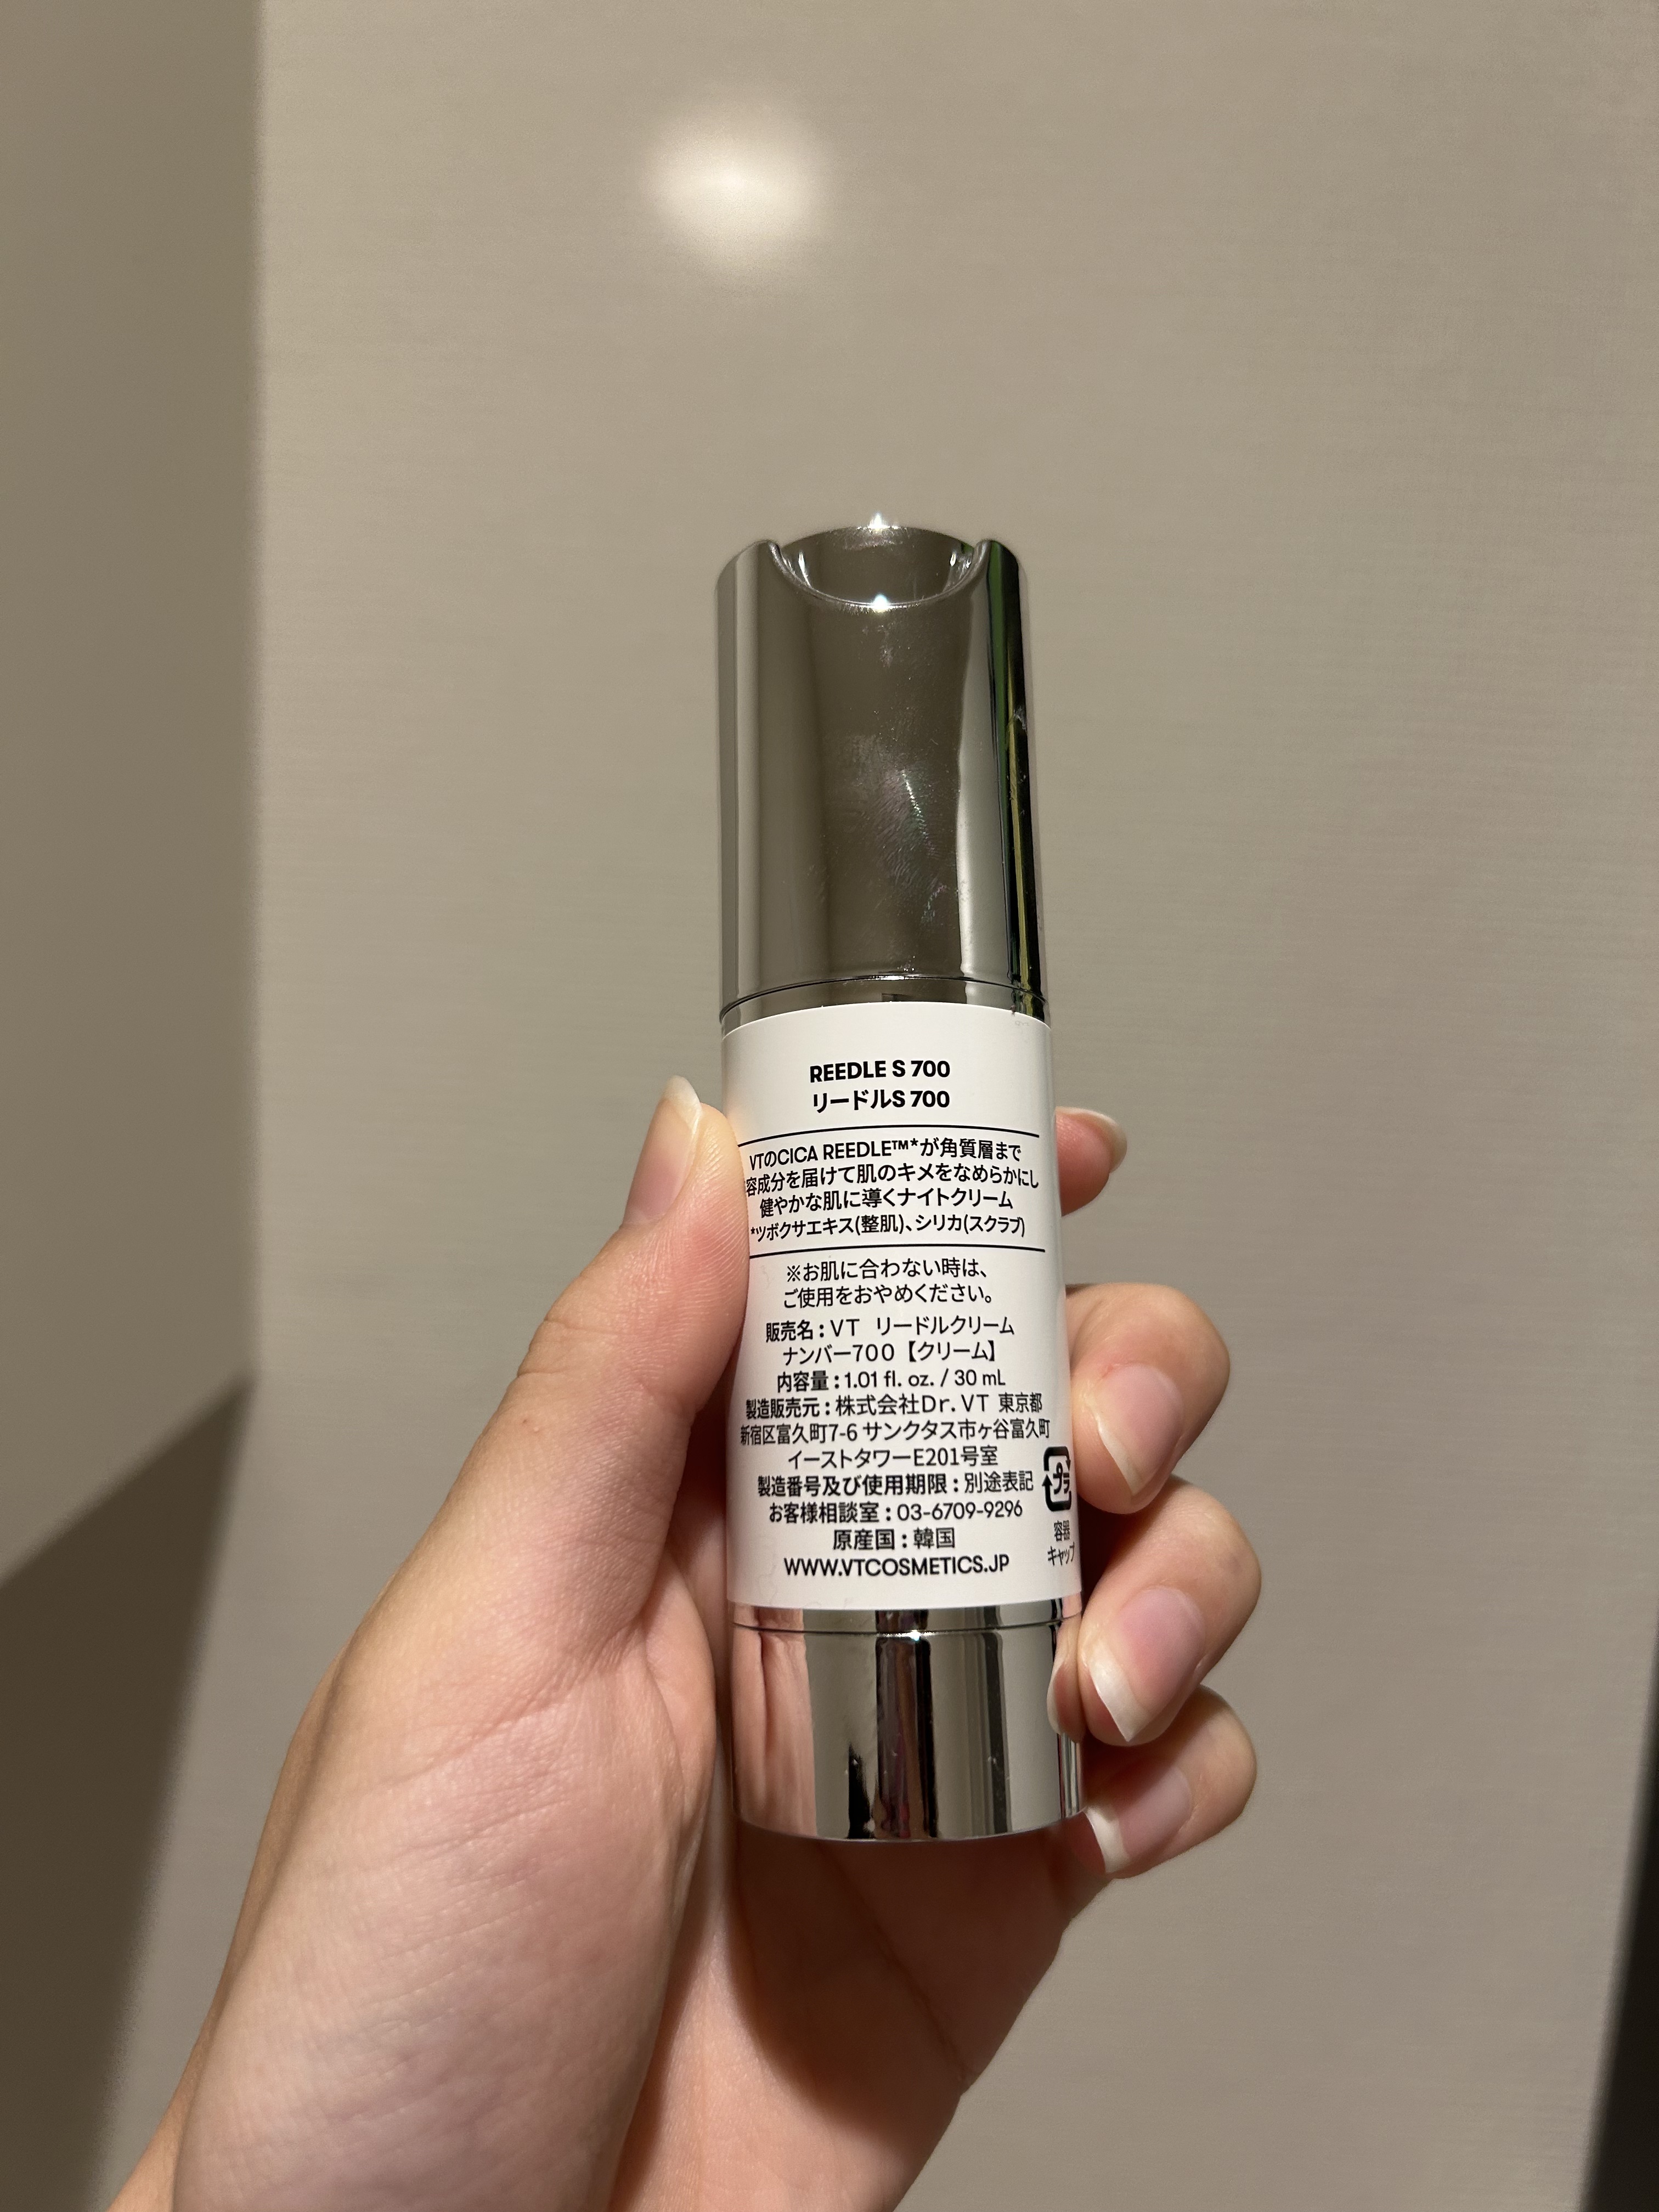 REEDLE S 700
リードルS 700
VTのCICA REEDLE™*が角質層まで
容成分を届けて肌のキメをなめらかにし
健やかな肌に導くナイトクリーム
*ツボクサエキス(整肌)、シリカ(スクラブ)
※お肌に合わない時は、
ご使用をおやめください。
販売名:VT リードルクリーム
ナンバー700【クリーム】
内容量:1.01 fl. oz. / 30 mL
製造販売元:株式会社Dr.VT 東京都
新宿区富久町7-6 サンクタス市ヶ谷富久町
イーストタワーE201号室
製造番号及び使用期限:別途表記
お客様相談室:03-6709-9296
原産国:韓国
WWW.VTCOSMETICS.JP
プラ
容器
キャップ